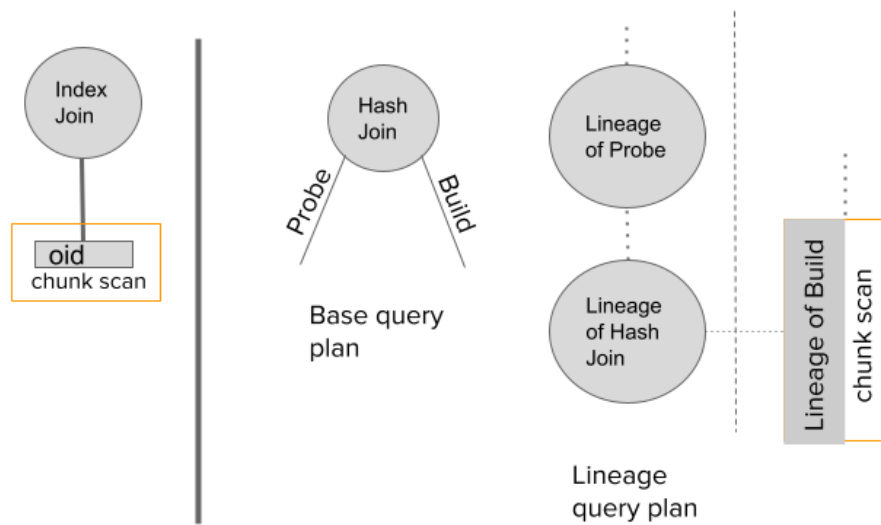 Index
Join
oid
chunk scan
Hash
Join
Probe
Build
Base query
plan
Lineage
of Probe
Lineage
of Hash
Join
Lineage
query plan
Lineage of Build
chunk scan